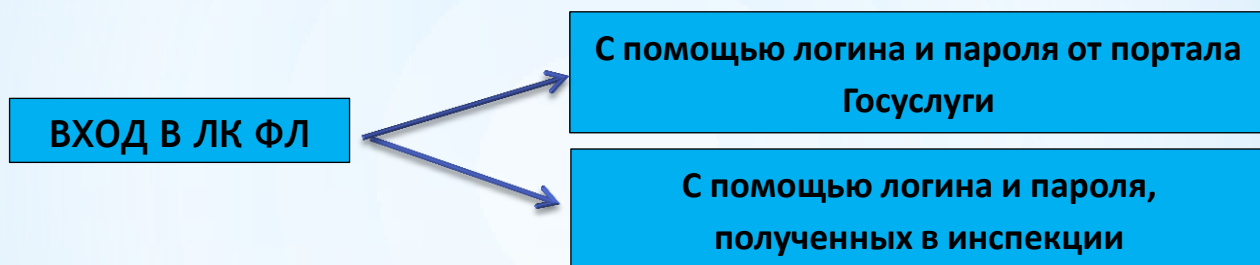 ВХОД В ЛК ФЛ
С помощью логина и пароля от портала
Госуслуги
С помощью логина и пароля,
полученных в инспекции